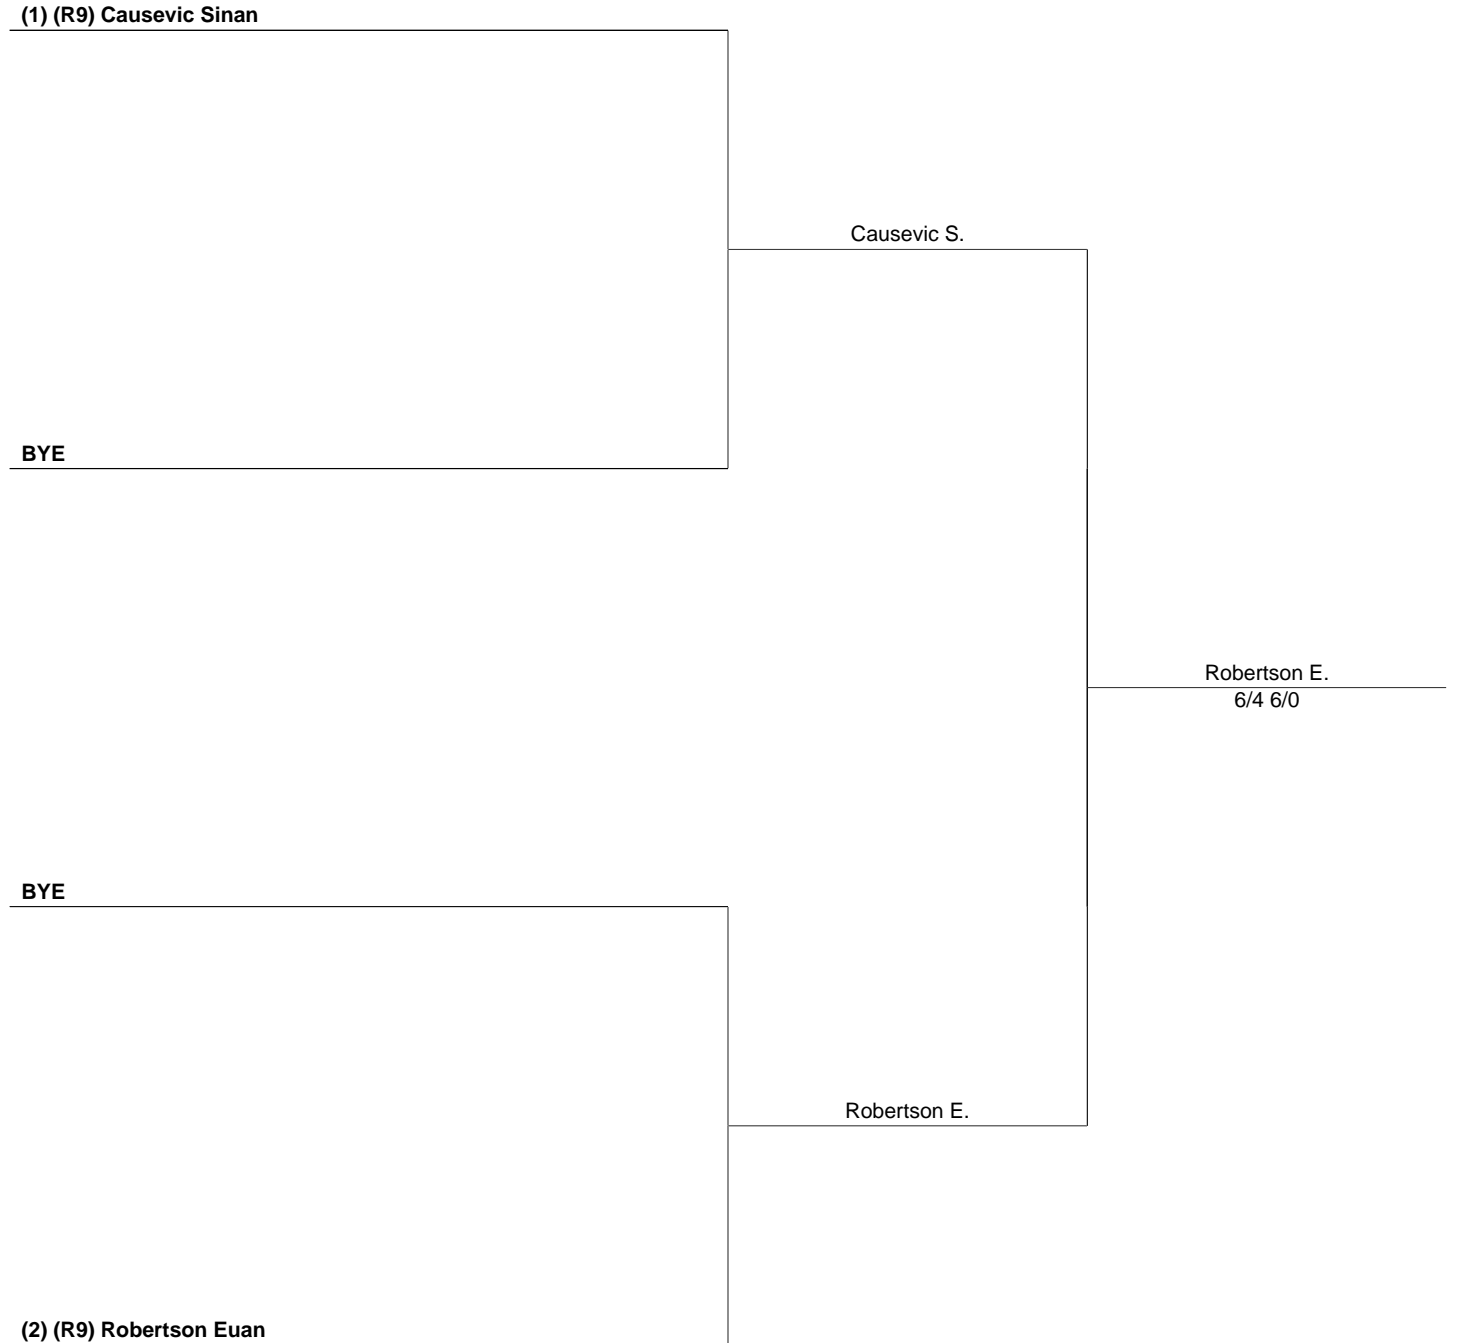 (1) (R9) Causevic Sinan
Causevic S.
BYE
Robertson E.
6/4 6/0
BYE
Robertson E.
(2) (R9) Robertson Euan